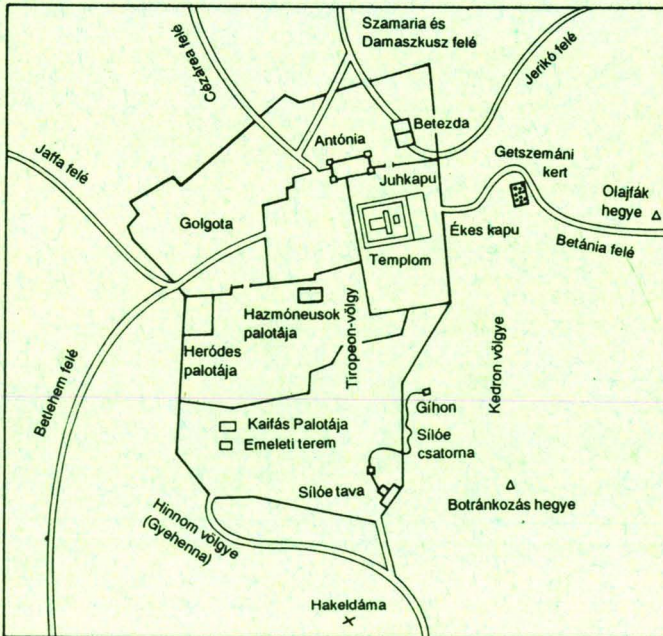 Szamaria és
Damaszkusz felé
Cézárea felé
Jerikó felé
Betezda
Antónia
Getszemáni
kert
Jaffa felé
Juhkapu
Olajfák
hegye
Golgota
Ékes kapu
Betánia felé
Templom
Hazmóneusok
palotája
Tiropeon-völgy
Heródes
palotája
Kedron völgye
Betlehem felé
Gíhon
Kaifás Palotája
Emeleti terem
Sílóe
csatorna
Sílóe tava
Botránkozás hegye
Hinnom völgye
(Gyehenna)
Hakeldáma